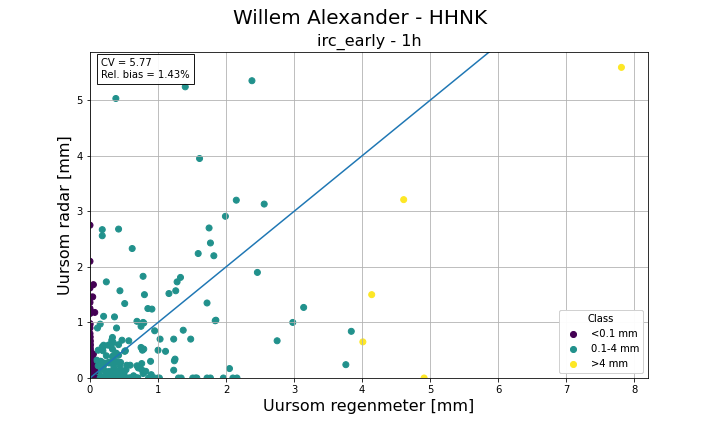 Willem Alexander - HHNK
irc_early - 1h
CV = 5.77
Rel. bias = 1.43%
Uursom radar [mm]
5
4
3
2
1
0
0 1 2 3 4 5 6 7 8
Uursom regenmeter [mm]
Class
<0.1 mm
0.1-4 mm
>4 mm